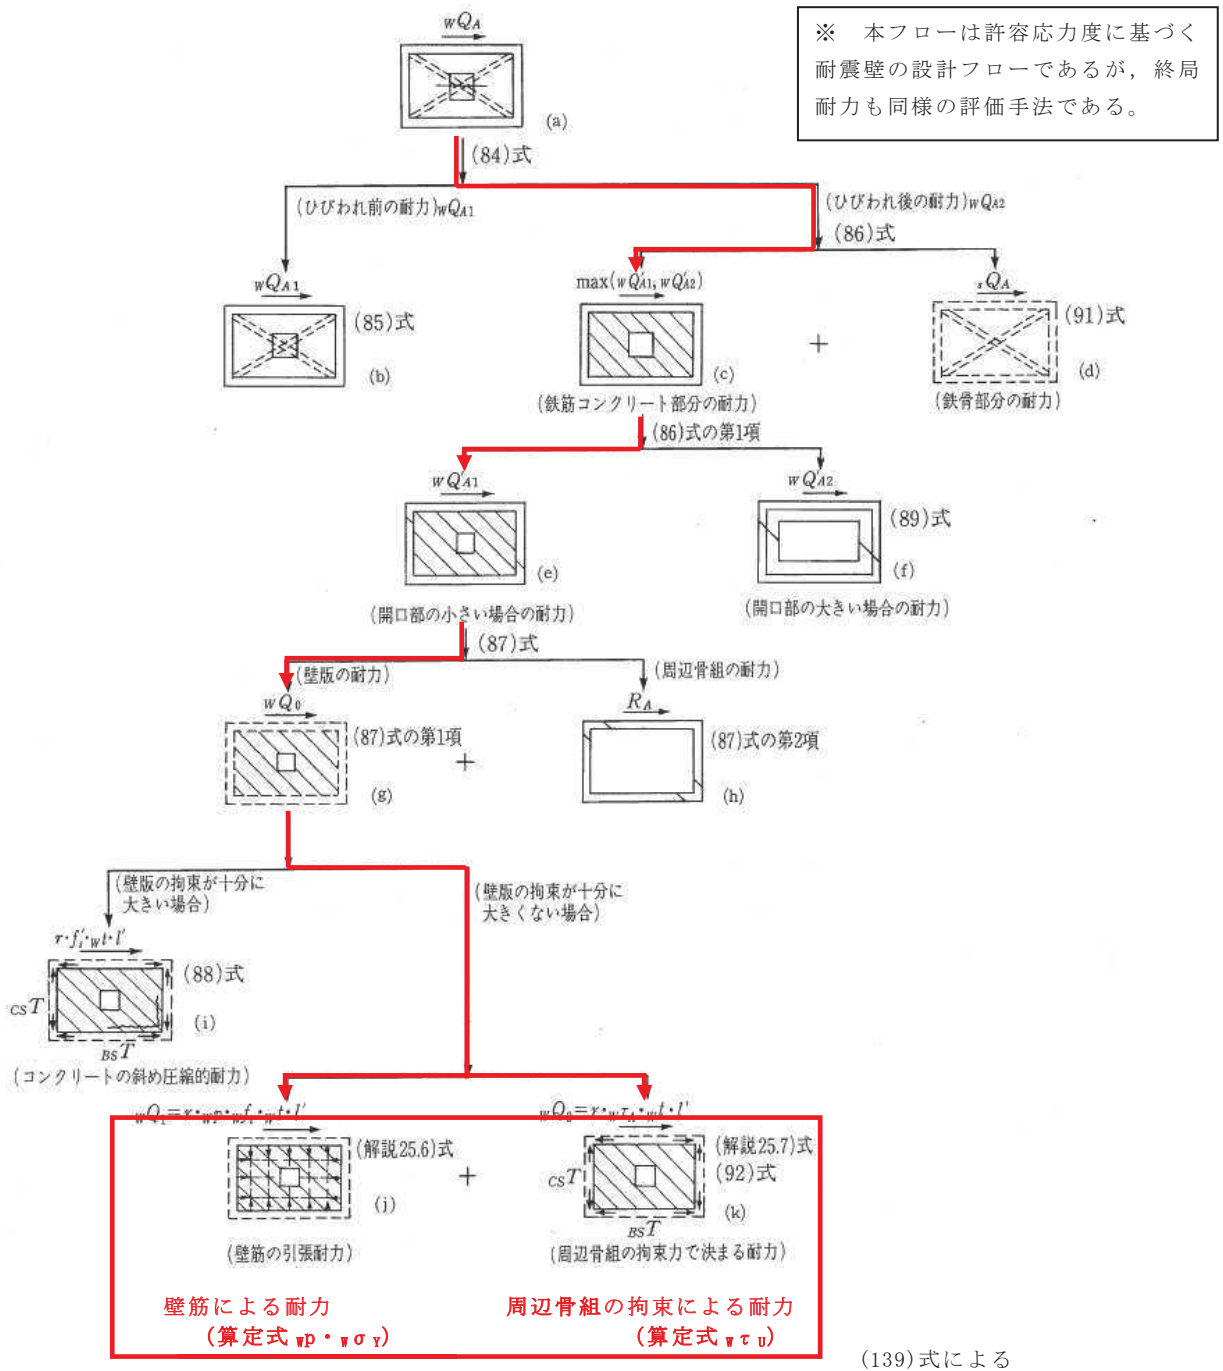 wQA
※ 本フローは許容応力度に基づく
耐震壁の設計フローであるが，終局
耐力も同様の評価手法である。
(a)
(84)式
(ひびわれ前の耐力)wQA1
(ひびわれ後の耐力)wQA2
(86)式
wQA1
(85)式
(b)
max(wQ'A1, wQ'A2)
(c)
(鉄筋コンクリート部分の耐力)
+
sQA
(91)式
(d)
(鉄骨部分の耐力)
(86)式の第1項
wQ'A1
(e)
(開口部の小さい場合の耐力)
wQ'A2
(89)式
(f)
(開口部の大きい場合の耐力)
(87)式
(壁版の耐力)
(周辺骨組の耐力)
wQ0
(87)式の第1項
(g)
+
RA
(87)式の第2項
(h)
(壁版の拘束が十分に
大きい場合)
(壁版の拘束が十分に
大きくない場合)
r・f's・wt・l'
(88)式
CST
(i)
BST
(コンクリートの斜め圧縮的耐力)
(解説25.6)式
(j)
(壁筋の引張耐力)
+
(解説25.7)式
(92)式
CST
(k)
BST
(周辺骨組の拘束力で決まる耐力)
壁筋による耐力
(算定式 wp・wσY)
周辺骨組の拘束による耐力
(算定式 wτU)
(139)式による